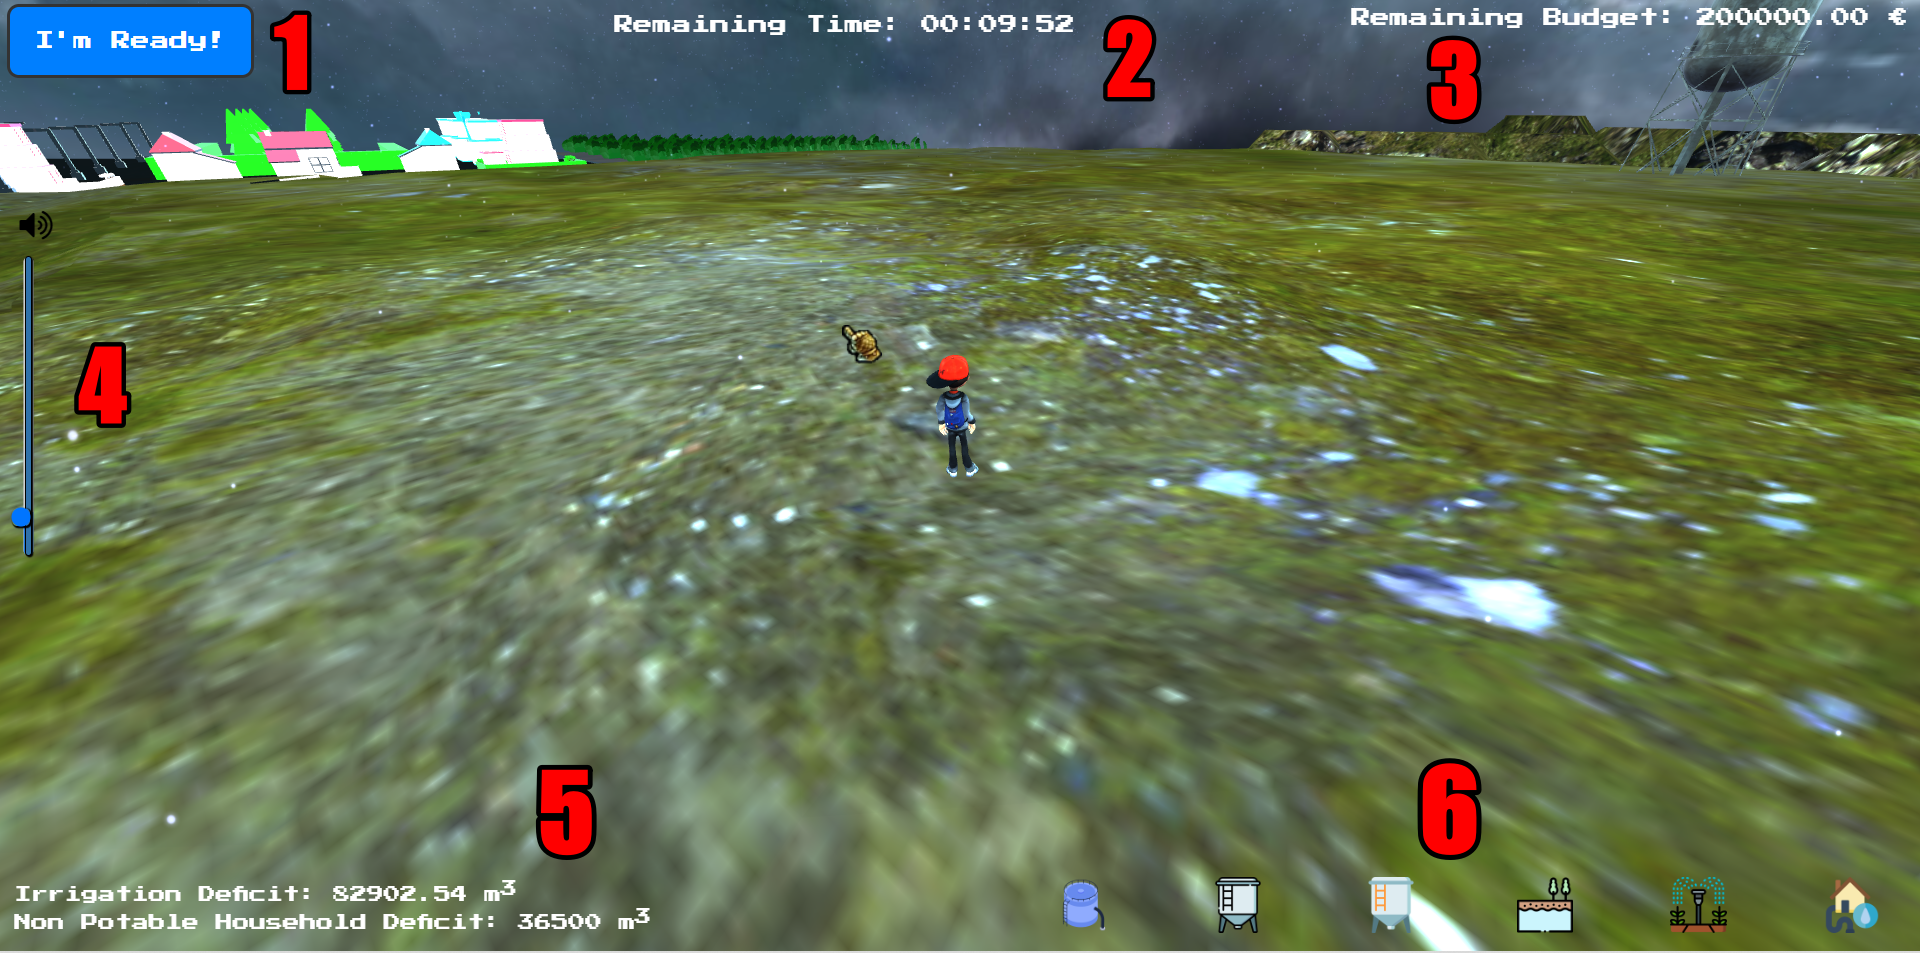 I'm Ready!
1
Remaining Time: 00:09:52
2
Remaining Budget: 200000.00 €
3
4
5
6
Irrigation Deficit: 82902.54 m³
Non Potable Household Deficit: 36500 m³